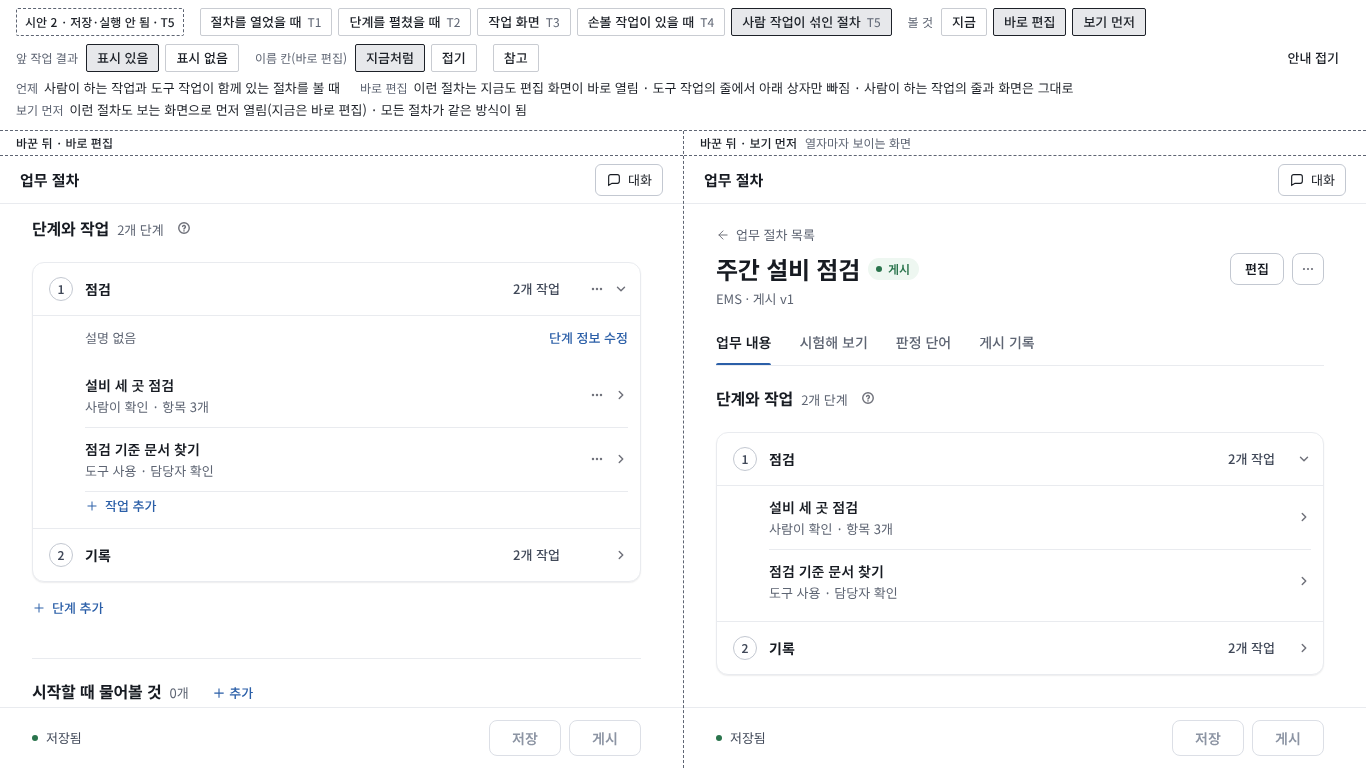 시안 2 · 저장·실행 안 됨 · T5 절차를 열었을 때 T1 단계를 펼쳤을 때 T2 작업 화면 T3 손볼 작업이 있을 때 T4 사람 작업이 섞인 절차 T5 볼 것 지금 바로 편집 보기 먼저
앞 작업 결과 표시 있음 표시 없음 이름 칸(바로 편집) 지금처럼 접기 참고 안내 접기
언제 사람이 하는 작업과 도구 작업이 함께 있는 절차를 볼 때 바로 편집 이런 절차는 지금도 편집 화면이 바로 열림 · 도구 작업의 줄에서 아래 상자만 빠짐 · 사람이 하는 작업의 줄과 화면은 그대로
보기 먼저 이런 절차도 보는 화면으로 먼저 열림(지금은 바로 편집) · 모든 절차가 같은 방식이 됨
바꾼 뒤 · 바로 편집
업무 절차
대화
단계와 작업 2개 단계
1 점검 2개 작업
설명 없음 단계 정보 수정
설비 세 곳 점검
사람이 확인 · 항목 3개
점검 기준 문서 찾기
도구 사용 · 담당자 확인
작업 추가
2 기록 2개 작업
단계 추가
시작할 때 물어볼 것 0개 추가
저장됨 저장 게시
바꾼 뒤 · 보기 먼저 열자마자 보이는 화면
업무 절차
대화
업무 절차 목록
주간 설비 점검 게시 편집
EMS · 게시 v1
업무 내용 시험해 보기 판정 단어 게시 기록
단계와 작업 2개 단계
1 점검 2개 작업
설비 세 곳 점검
사람이 확인 · 항목 3개
점검 기준 문서 찾기
도구 사용 · 담당자 확인
2 기록 2개 작업
저장됨 저장 게시